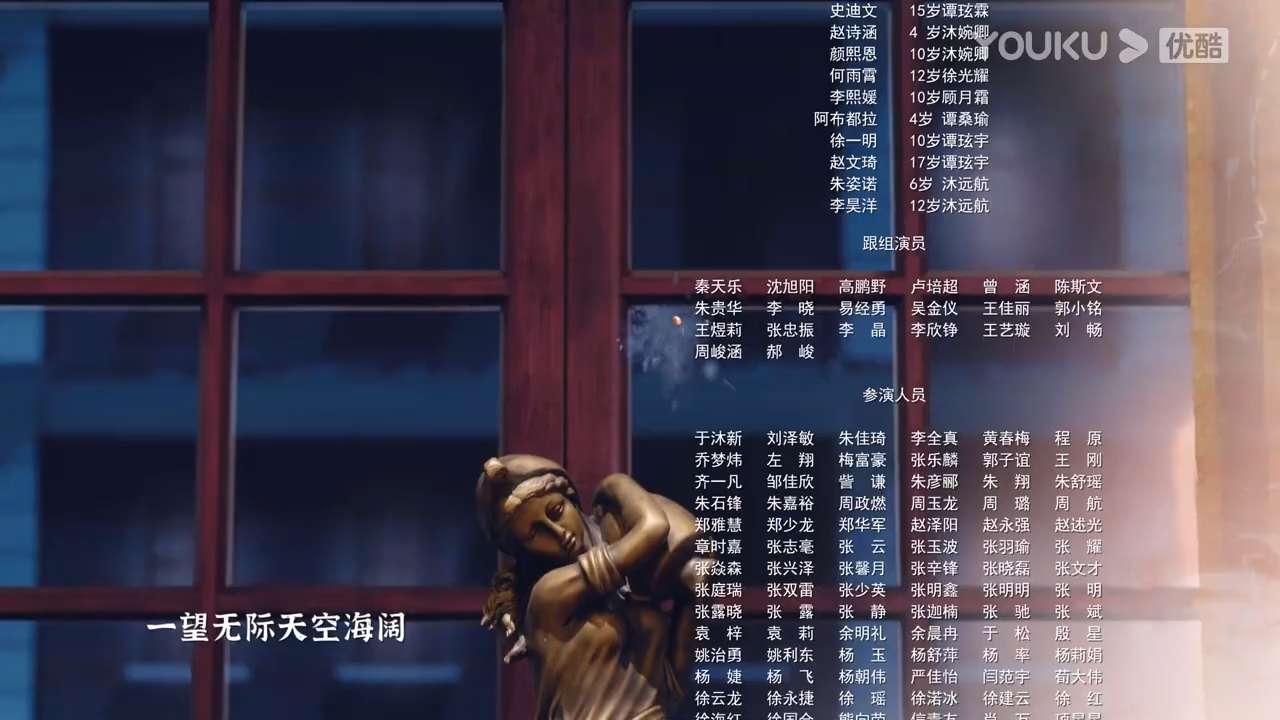 史迪文 15岁谭玹霖
赵诗涵 4 岁沐婉卿
YOUKU 优酷
颜熙恩 10岁沐婉卿
何雨霄 12岁徐光耀
李熙媛 10岁顾月霜
阿布都拉 4岁 谭桑瑜
徐一明 10岁谭玹宇
赵文琦 17岁谭玹宇
朱姿诺 6岁 沐远航
李昊洋 12岁沐远航
跟组演员
秦天乐 沈旭阳 高鹏野 卢培超 曾 涵 陈斯文
朱贵华 李 晓 易经勇 吴金仪 王佳丽 郭小铭
王煜莉 张忠振 李 晶 李欣铮 王艺璇 刘 畅
周峻涵 郝 峻
参演人员
于沐新 刘泽敏 朱佳琦 李全真 黄春梅 程 原
乔梦炜 左 翔 梅富豪 张乐麟 郭子谊 王 刚
齐一凡 邹佳欣 訾 谦 朱彦郦 朱 翔 朱舒瑶
朱石锋 朱嘉裕 周政燃 周玉龙 周 璐 周 航
郑雅慧 郑少龙 郑华军 赵泽阳 赵永强 赵述光
章时嘉 张志毫 张 云 张玉波 张羽瑜 张 耀
张焱森 张兴泽 张馨月 张辛锋 张晓磊 张文才
张庭瑞 张双雷 张少英 张明鑫 张明明 张 明
张露晓 张 露 张 静 张迦楠 张 驰 张 斌
袁 梓 袁 莉 余明礼 余晨冉 于 松 殷 星
姚治勇 姚利东 杨 玉 杨舒萍 杨 率 杨莉娟
杨 婕 杨 飞 杨朝伟 严佳怡 闫范宇 荀大伟
徐云龙 徐永捷 徐 瑶 徐渃冰 徐建云 徐 红
一望无际天空海阔